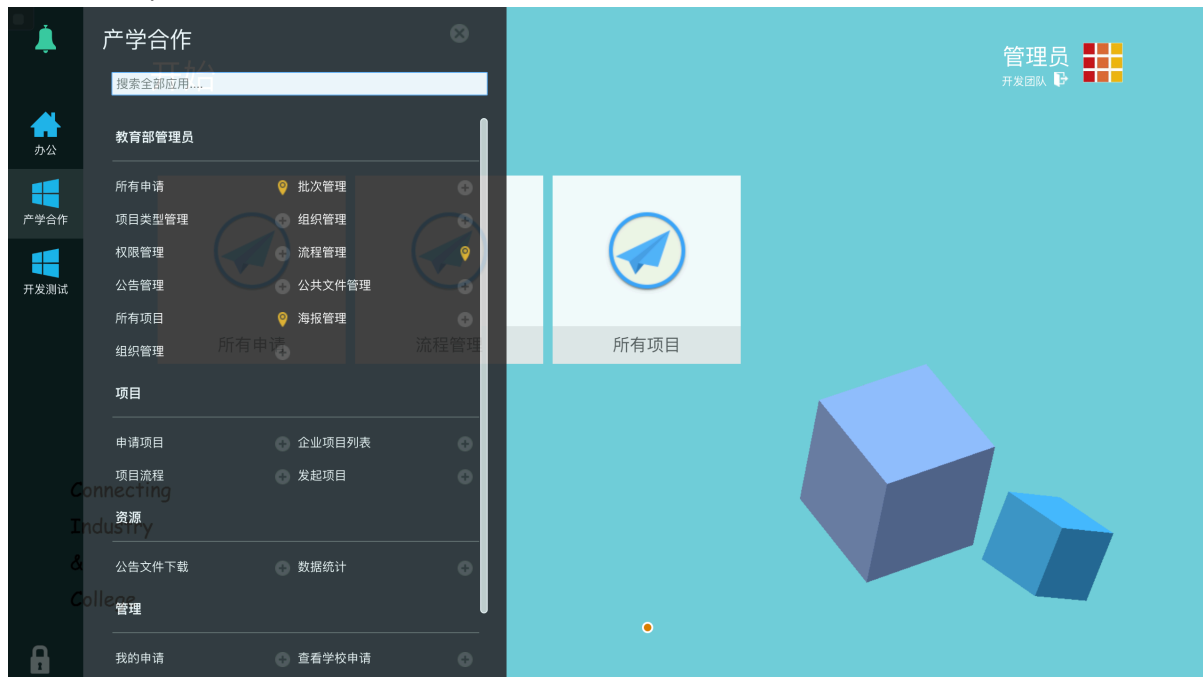 产学合作
开始
搜索全部应用....
管理员
开发团队
办公
产学合作
开发测试
教育部管理员
所有申请 批次管理
项目类型管理 组织管理
权限管理 流程管理
公告管理 公共文件管理
所有项目 海报管理
组织管理
所有申请 流程管理 所有项目
项目
申请项目 企业项目列表
项目流程 发起项目
Connecting
Industry
&
College
资源
公告文件下载 数据统计
管理
我的申请 查看学校申请